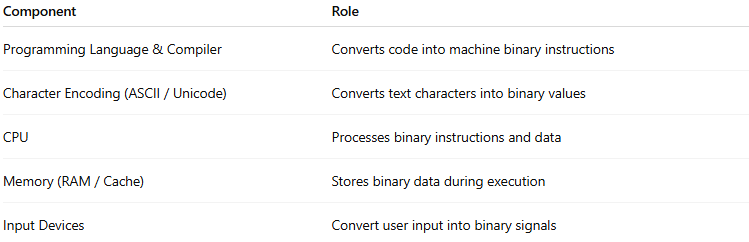 Component Role
Programming Language & Compiler Converts code into machine binary instructions
Character Encoding (ASCII / Unicode) Converts text characters into binary values
CPU Processes binary instructions and data
Memory (RAM / Cache) Stores binary data during execution
Input Devices Convert user input into binary signals